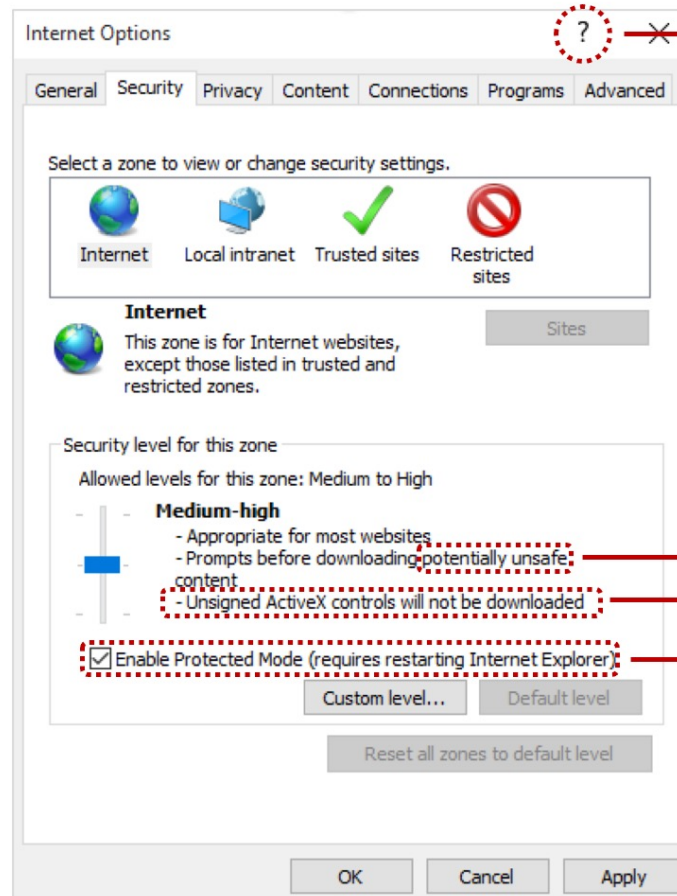 Internet Options ?
General Security Privacy Content Connections Programs Advanced
Select a zone to view or change security settings.
Internet Local intranet Trusted sites Restricted
sites
Internet
Sites
This zone is for Internet websites,
except those listed in trusted and
restricted zones.
Security level for this zone
Allowed levels for this zone: Medium to High
Medium-high
- Appropriate for most websites
- Prompts before downloading potentially unsafe
content
- Unsigned ActiveX controls will not be downloaded
Enable Protected Mode (requires restarting Internet Explorer)
Custom level... Default level
Reset all zones to default level
OK Cancel Apply